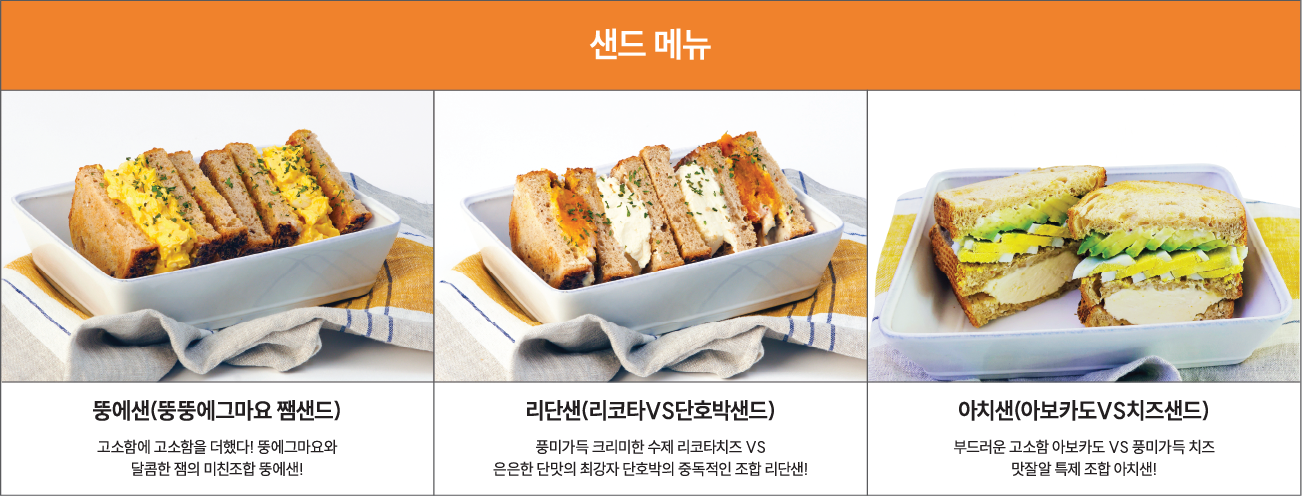 샌드 메뉴
뚱에샌(뚱뚱에그마요 쨈샌드)
고소함에 고소함을 더했다! 뚱에그마요와
달콤한 잼의 미친조합 뚱에샌!
리단샌(리코타VS단호박샌드)
풍미가득 크리미한 수제 리코타치즈 VS
은은한 단맛의 최강자 단호박의 중독적인 조합 리단샌!
아치샌(아보카도VS치즈샌드)
부드러운 고소함 아보카도 VS 풍미가득 치즈
맛잘알 특제 조합 아치샌!